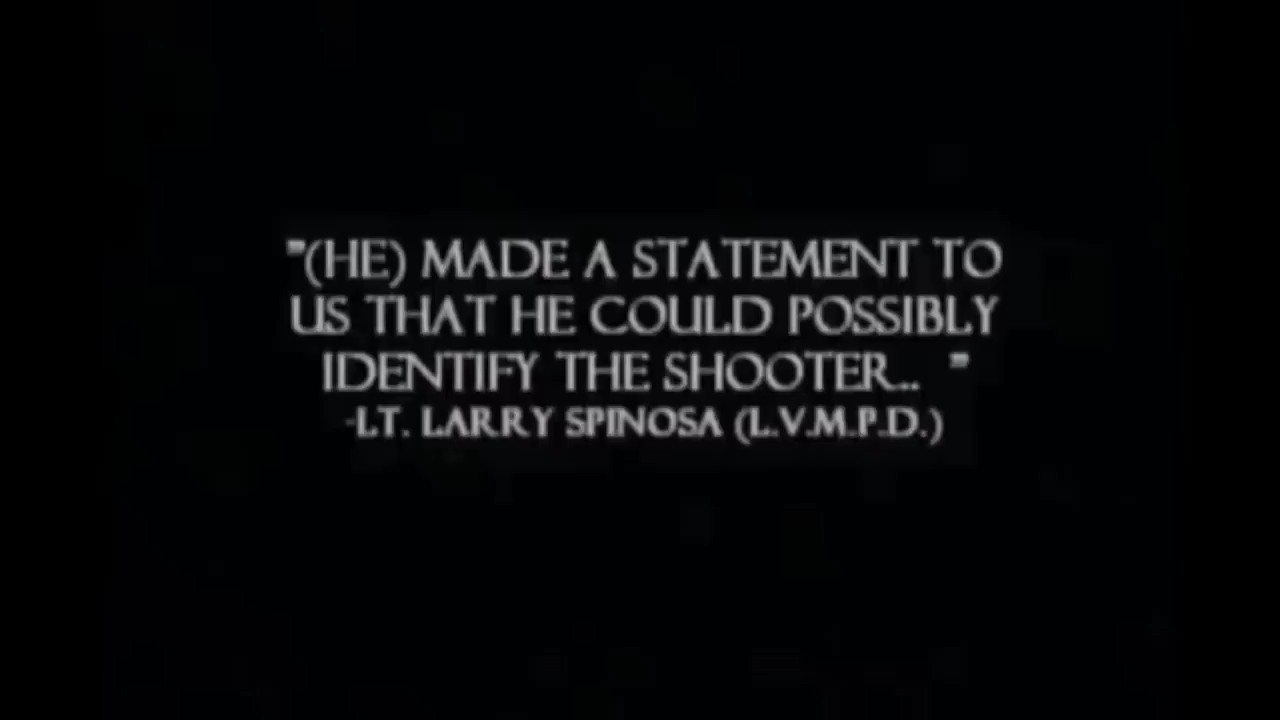 "(HE) MADE A STATEMENT TO
US THAT HE COULD POSSIBLY
IDENTIFY THE SHOOTER... "
-LT. LARRY SPINOSA (L.V.M.P.D.)